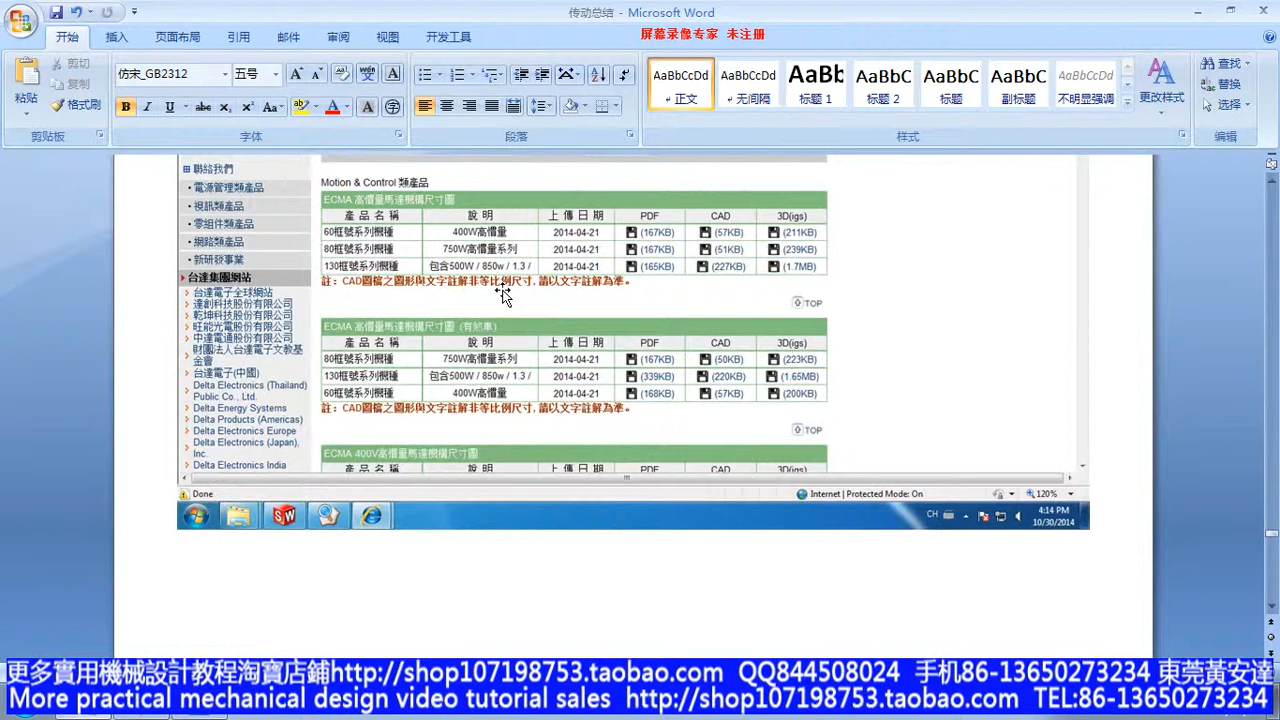 传动总结 - Microsoft Word
屏幕录像专家 未注册
开始 插入 页面布局 引用 邮件 审阅 视图 开发工具
粘贴 剪切 复制 格式刷
仿宋_GB2312 五号
AaBbCcDd AaBbCcDd AaBb AaBbC AaBbC AaBbC AaBbCcDd
正文 无间隔 标题 1 标题 2 标题 副标题 不明显强调
更改样式
查找 替换 选择
剪贴板 字体 段落 样式 编辑
聯絡我們
電源管理類產品
視訊類產品
零組件類產品
網路類產品
新研發事業
台達集團網站
台達電子全球網站
達創科技股份有限公司
乾坤科技股份有限公司
旺能光電股份有限公司
中達電通股份有限公司
財團法人台達電子文教基
金會
台達電子(中國)
Delta Electronics (Thailand)
Public Co., Ltd.
Delta Energy Systems
Delta Products (Americas)
Delta Electronics Europe
Delta Electronics (Japan),
Inc.
Delta Electronics India
Motion & Control 類產品
ECMA 高慣量馬達機構尺寸圖
產 品 名 稱 說 明 上 傳 日 期 PDF CAD 3D(igs)
60框號系列機種 400W高慣量 2014-04-21 (167KB) (57KB) (211KB)
80框號系列機種 750W高慣量系列 2014-04-21 (167KB) (51KB) (239KB)
130框號系列機種 包含500W / 850w / 1.3 / 2014-04-21 (165KB) (227KB) (1.7MB)
註：CAD圖檔之圖形與文字註解非等比例尺寸, 請以文字註解為準。
TOP
ECMA 高慣量馬達機構尺寸圖 (有煞車)
產 品 名 稱 說 明 上 傳 日 期 PDF CAD 3D(igs)
80框號系列機種 750W高慣量系列 2014-04-21 (167KB) (50KB) (223KB)
130框號系列機種 包含500W / 850w / 1.3 / 2014-04-21 (339KB) (220KB) (1.65MB)
60框號系列機種 400W高慣量 2014-04-21 (168KB) (57KB) (200KB)
註：CAD圖檔之圖形與文字註解非等比例尺寸, 請以文字註解為準。
TOP
ECMA 400V高慣量馬達機構尺寸圖
產 品 名 稱 說 明 上 傳 日 期 PDF CAD 3D(igs)
Done Internet | Protected Mode: On 120%
CH 4:14 PM
10/30/2014
更多實用機械設計教程淘寶店鋪http://shop107198753.taobao.com QQ844508024 手机86-13650273234 東莞黃安達
More practical mechanical design video tutorial sales http://shop107198753.taobao.com TEL:86-13650273234